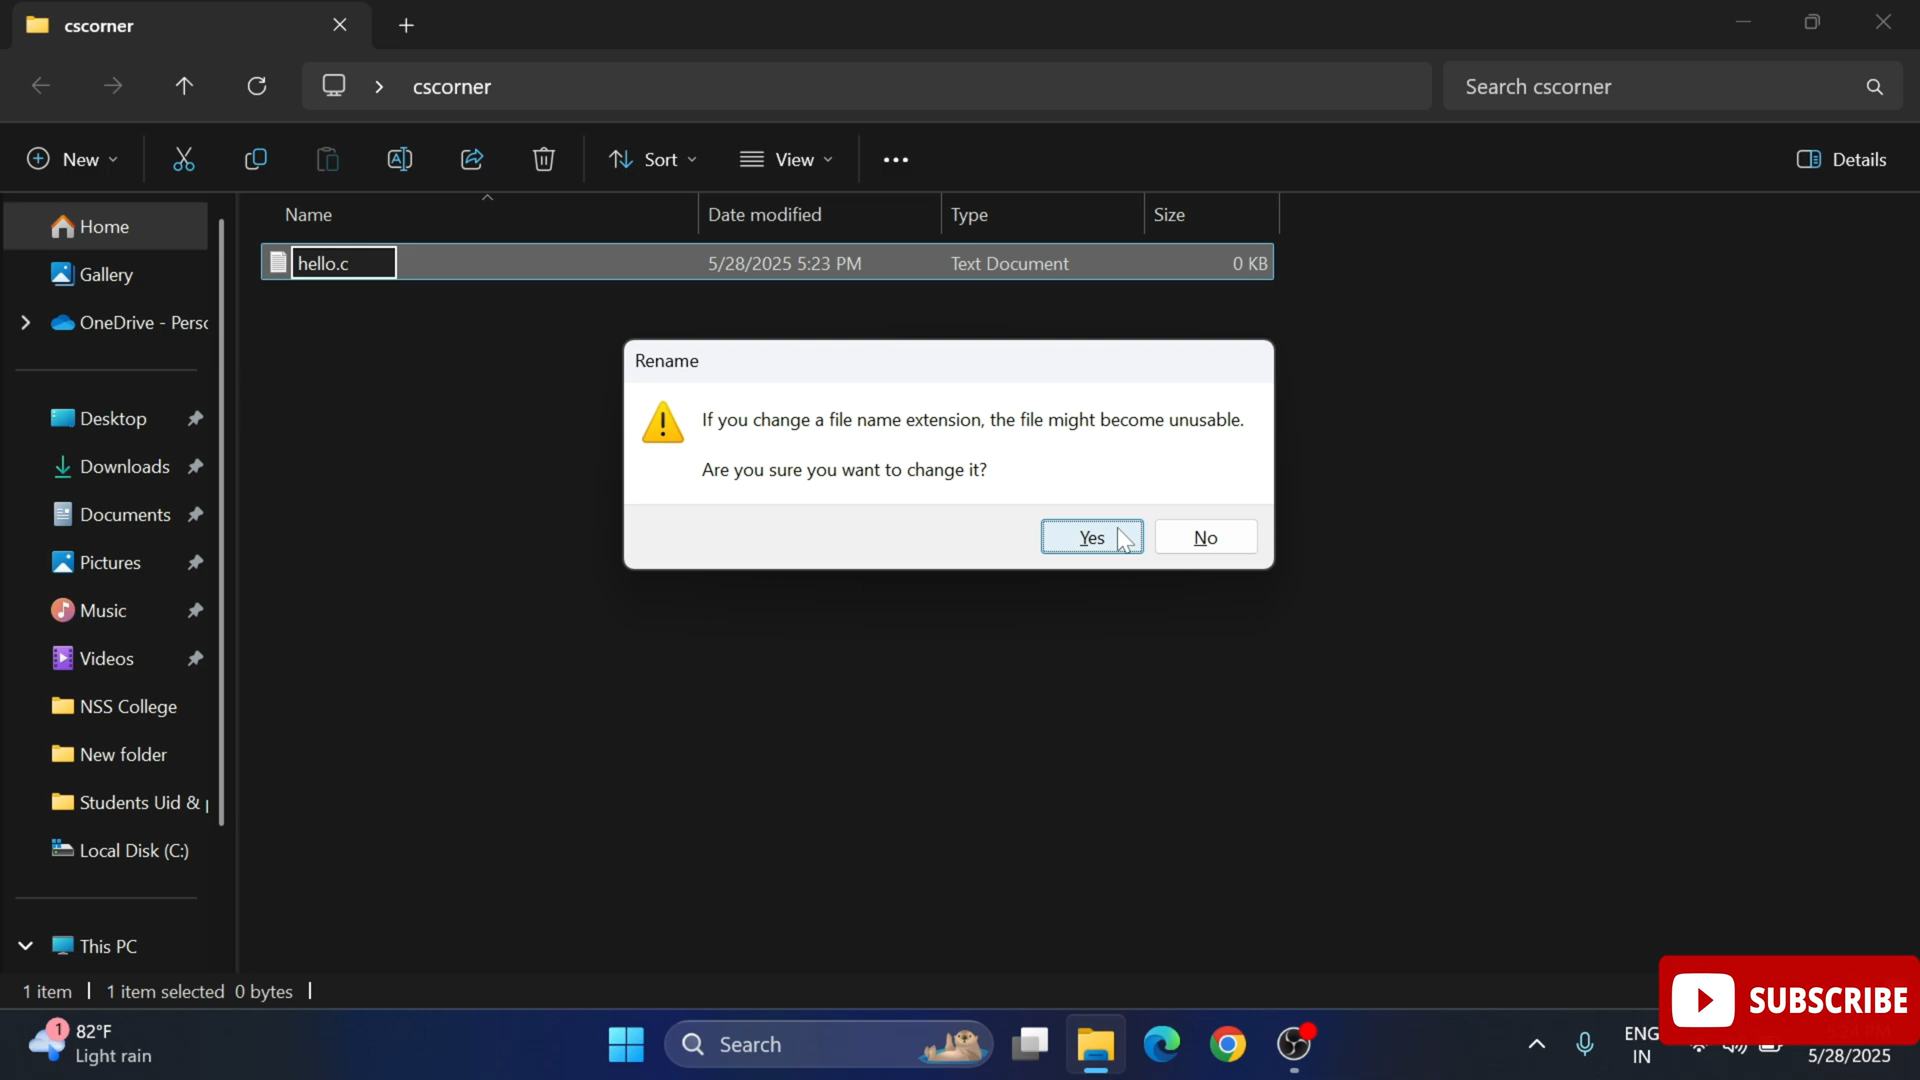 cscorner
cscorner
Search cscorner
New
Sort
View
Details
Name
Date modified
Type
Size
hello.c
5/28/2025 5:23 PM
Text Document
0 KB
Home
Gallery
OneDrive - Perso
Desktop
Downloads
Documents
Pictures
Music
Videos
NSS College
New folder
Students Uid &
Local Disk (C:)
This PC
Rename
If you change a file name extension, the file might become unusable.
Are you sure you want to change it?
Yes
No
1 item
1 item selected 0 bytes
SUBSCRIBE
1
82°F
Light rain
Search
ENG
IN
5/28/2025